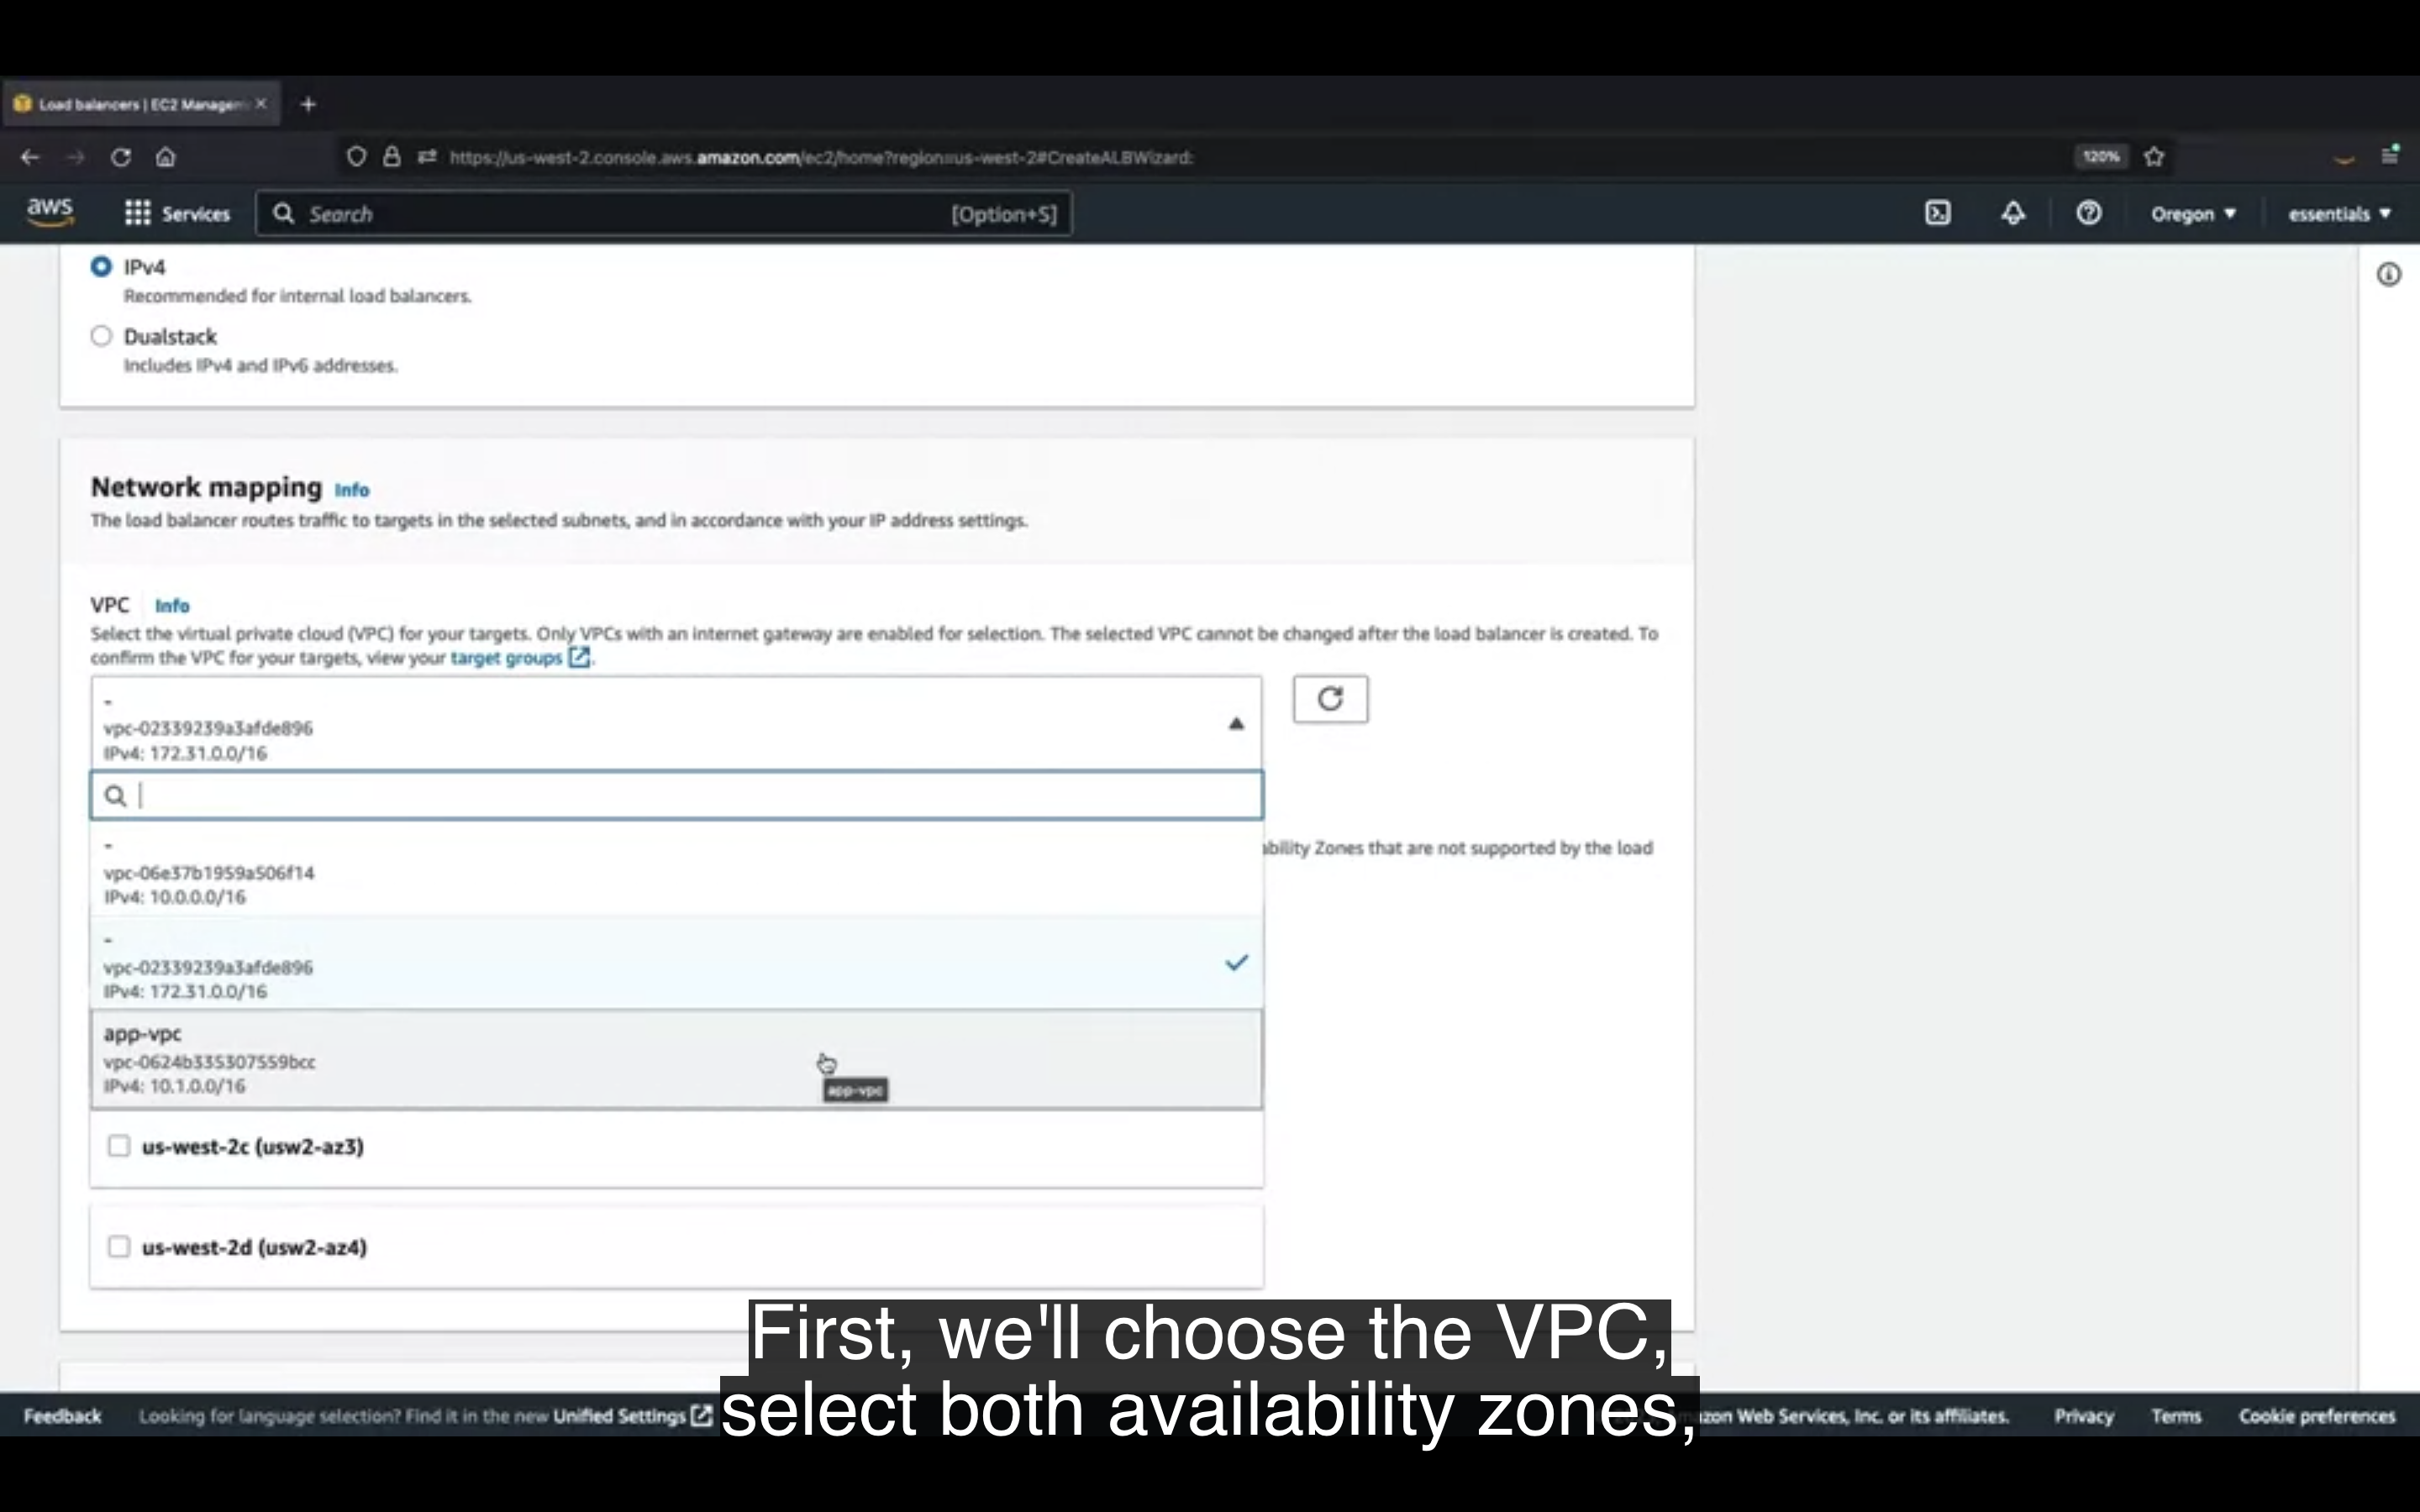 Load balancers | EC2 Managem
https://us-west-2.console.aws.amazon.com/ec2/home?region=us-west-2#CreateALBWizard:
120%
aws
Services
Search
[Option+S]
Oregon
essentials
IPv4
Recommended for internal load balancers.
Dualstack
Includes IPv4 and IPv6 addresses.
Network mapping Info
The load balancer routes traffic to targets in the selected subnets, and in accordance with your IP address settings.
VPC Info
Select the virtual private cloud (VPC) for your targets. Only VPCs with an internet gateway are enabled for selection. The selected VPC cannot be changed after the load balancer is created. To
confirm the VPC for your targets, view your target groups.
-
vpc-02339239a3afde896
IPv4: 172.31.0.0/16
-
vpc-06e37b1959a506f14
IPv4: 10.0.0.0/16
ability Zones that are not supported by the load
-
vpc-02339239a3afde896
IPv4: 172.31.0.0/16
app-vpc
vpc-0624b335307559bcc
IPv4: 10.1.0.0/16
app-vpc
us-west-2c (usw2-az3)
us-west-2d (usw2-az4)
First, we'll choose the VPC,
select both availability zones,
Feedback
Looking for language selection? Find it in the new Unified Settings
zon Web Services, Inc. or its affiliates.
Privacy
Terms
Cookie preferences